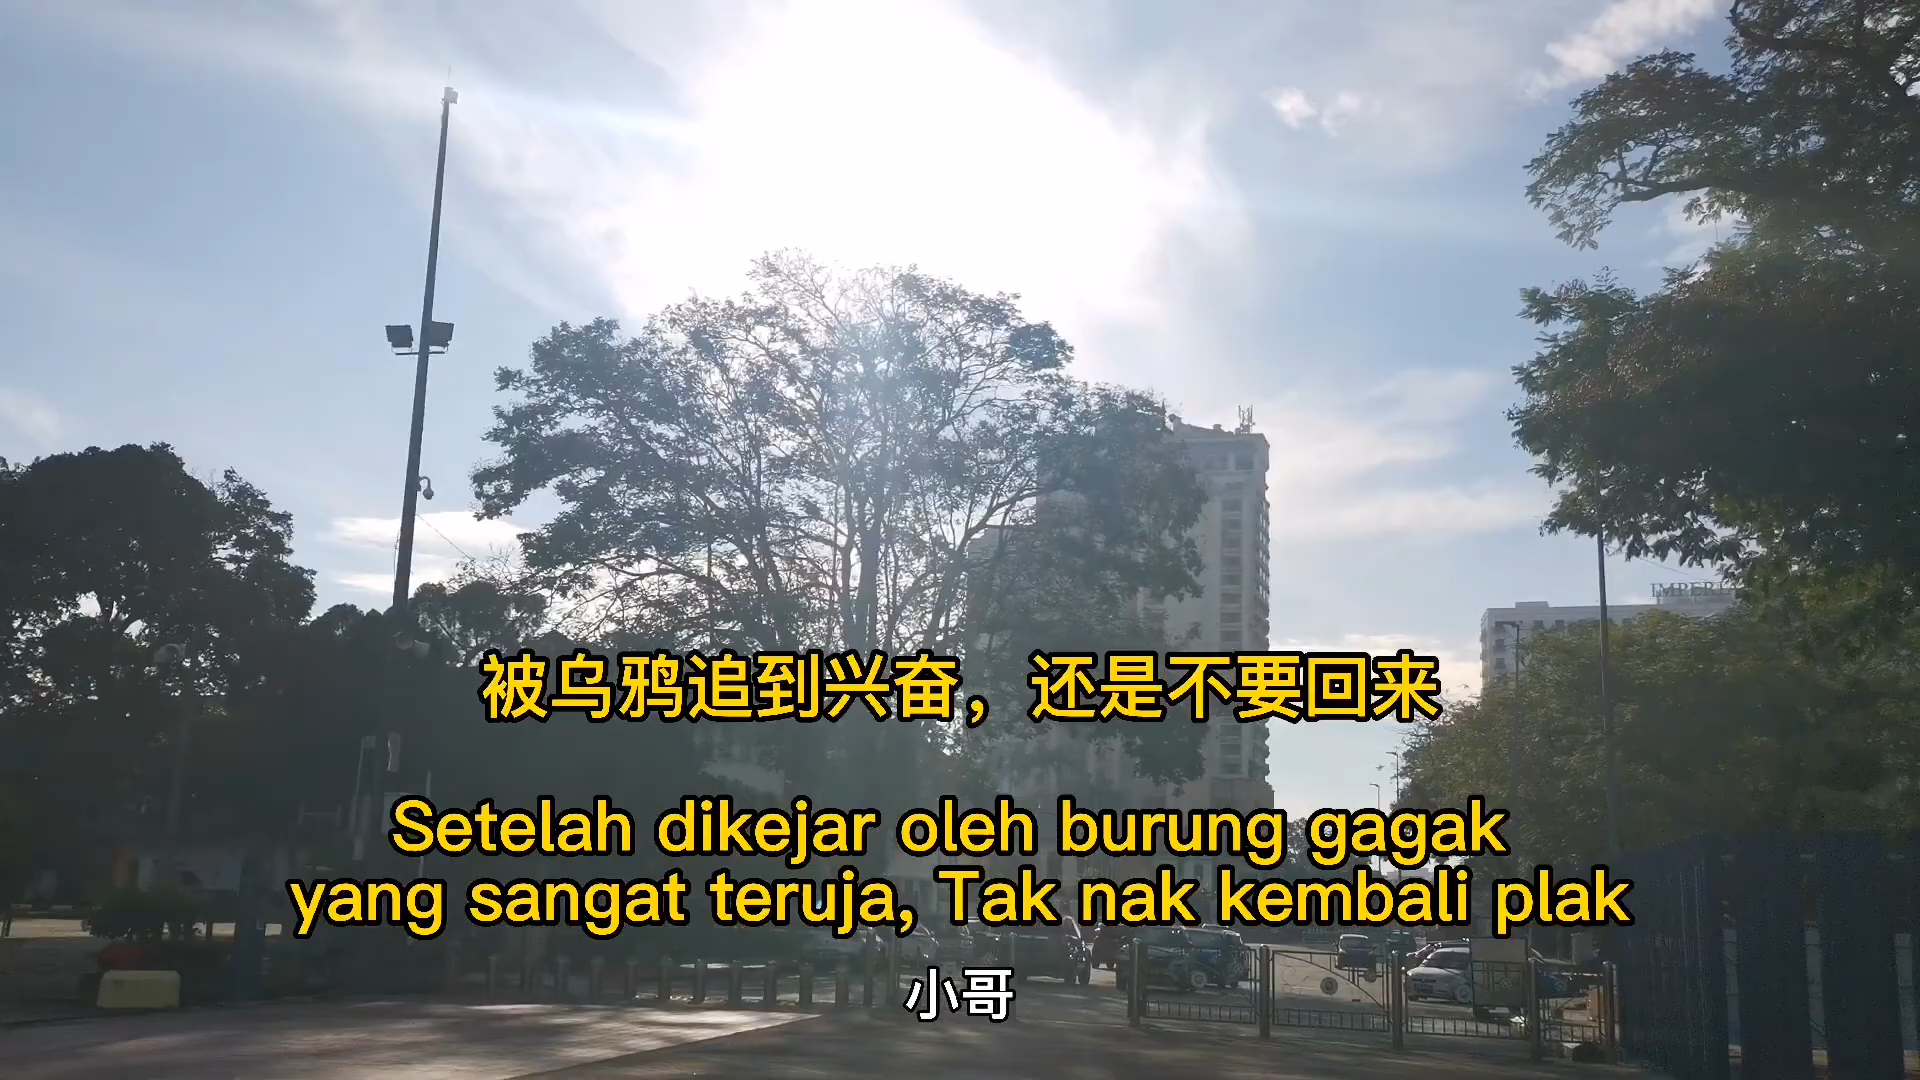 IMPERI
被乌鸦追到兴奋，还是不要回来
Setelah dikejar oleh burung gagak
yang sangat teruja, Tak nak kembali plak
小哥